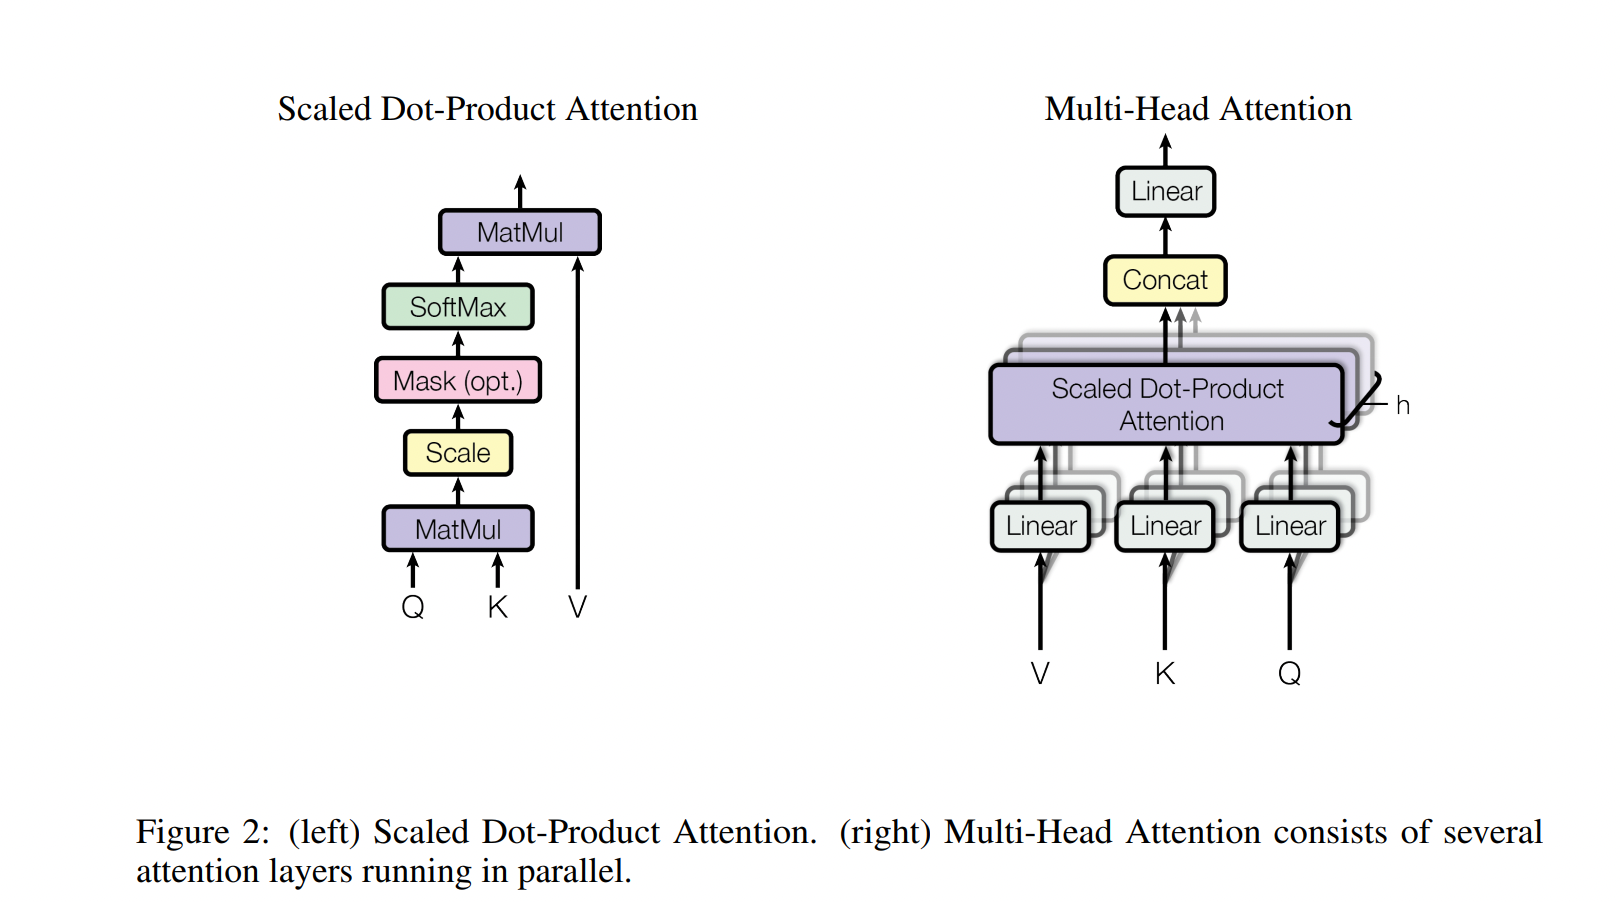 Scaled Dot-Product Attention
MatMul
SoftMax
Mask (opt.)
Scale
MatMul
Q K V
Multi-Head Attention
Linear
Concat
Scaled Dot-Product
Attention
h
Linear Linear Linear
V K Q
Figure 2: (left) Scaled Dot-Product Attention. (right) Multi-Head Attention consists of several
attention layers running in parallel.